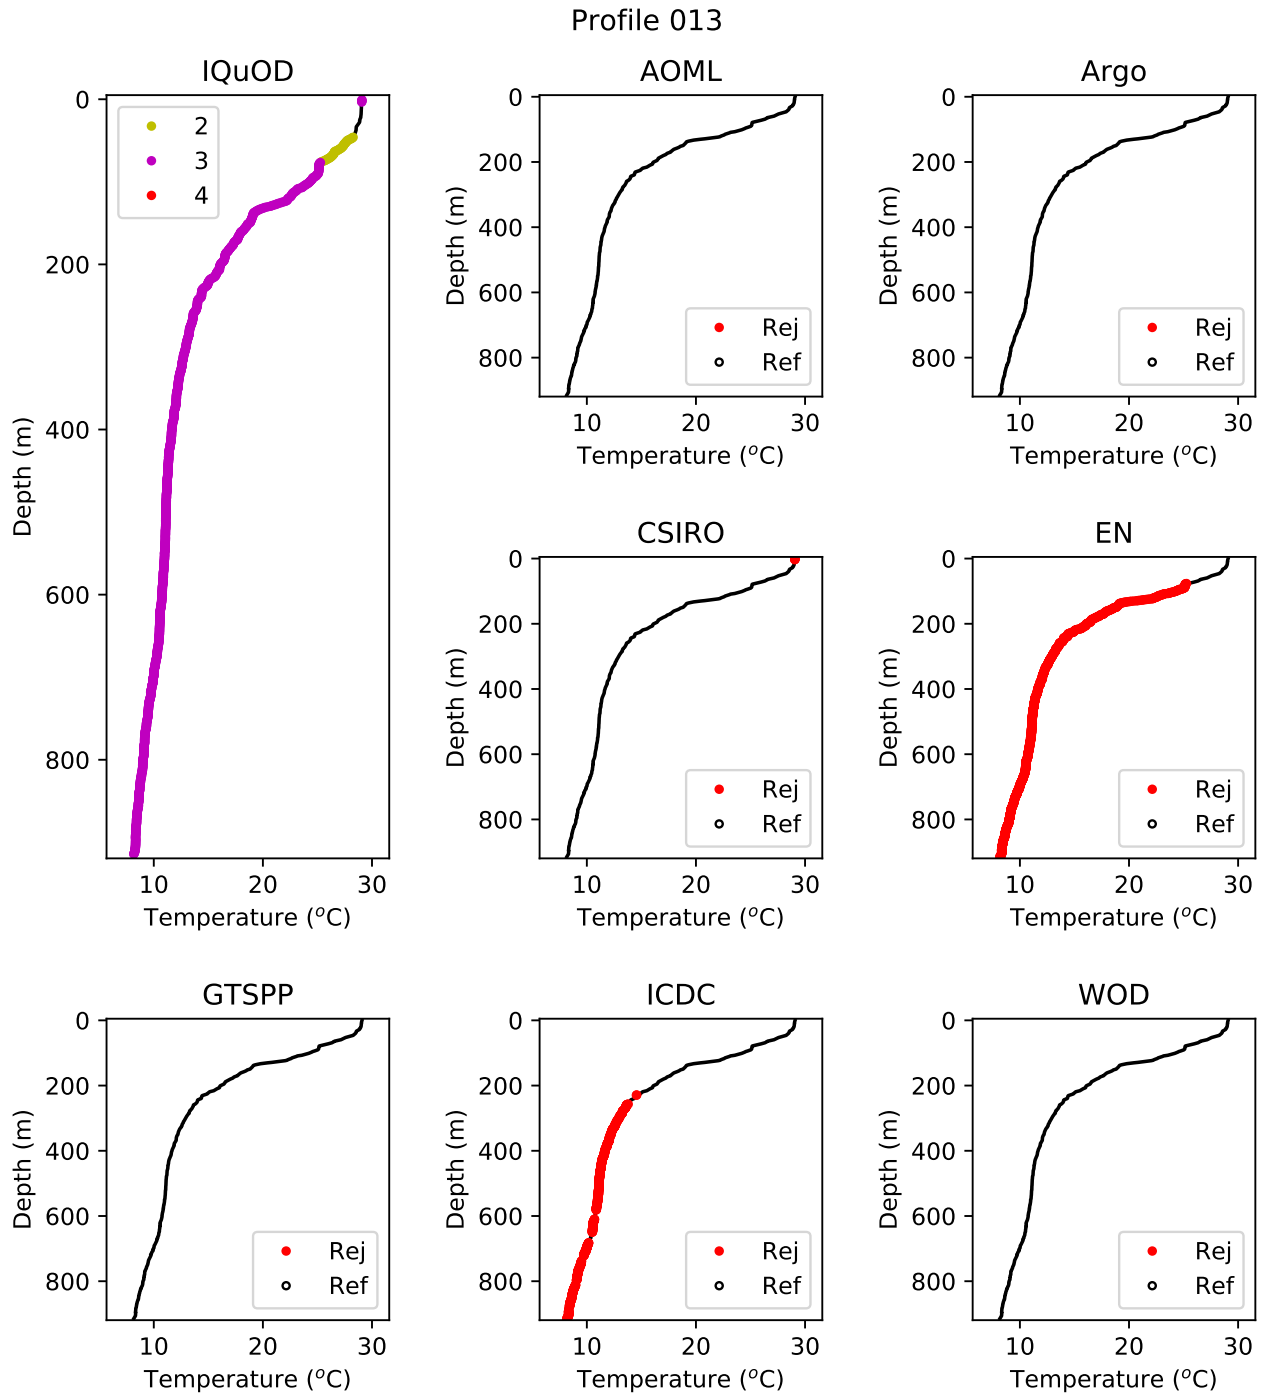 Profile 013
IQuOD
0
200
400
600
800
10 20 30
Depth (m)
Temperature (°C)
2
3
4
AOML
0
200
400
600
800
10 20 30
Depth (m)
Temperature (°C)
Rej
Ref
Argo
0
200
400
600
800
10 20 30
Depth (m)
Temperature (°C)
Rej
Ref
CSIRO
0
200
400
600
800
10 20 30
Depth (m)
Temperature (°C)
Rej
Ref
EN
0
200
400
600
800
10 20 30
Depth (m)
Temperature (°C)
Rej
Ref
GTSPP
0
200
400
600
800
10 20 30
Depth (m)
Temperature (°C)
Rej
Ref
ICDC
0
200
400
600
800
10 20 30
Depth (m)
Temperature (°C)
Rej
Ref
WOD
0
200
400
600
800
10 20 30
Depth (m)
Temperature (°C)
Rej
Ref